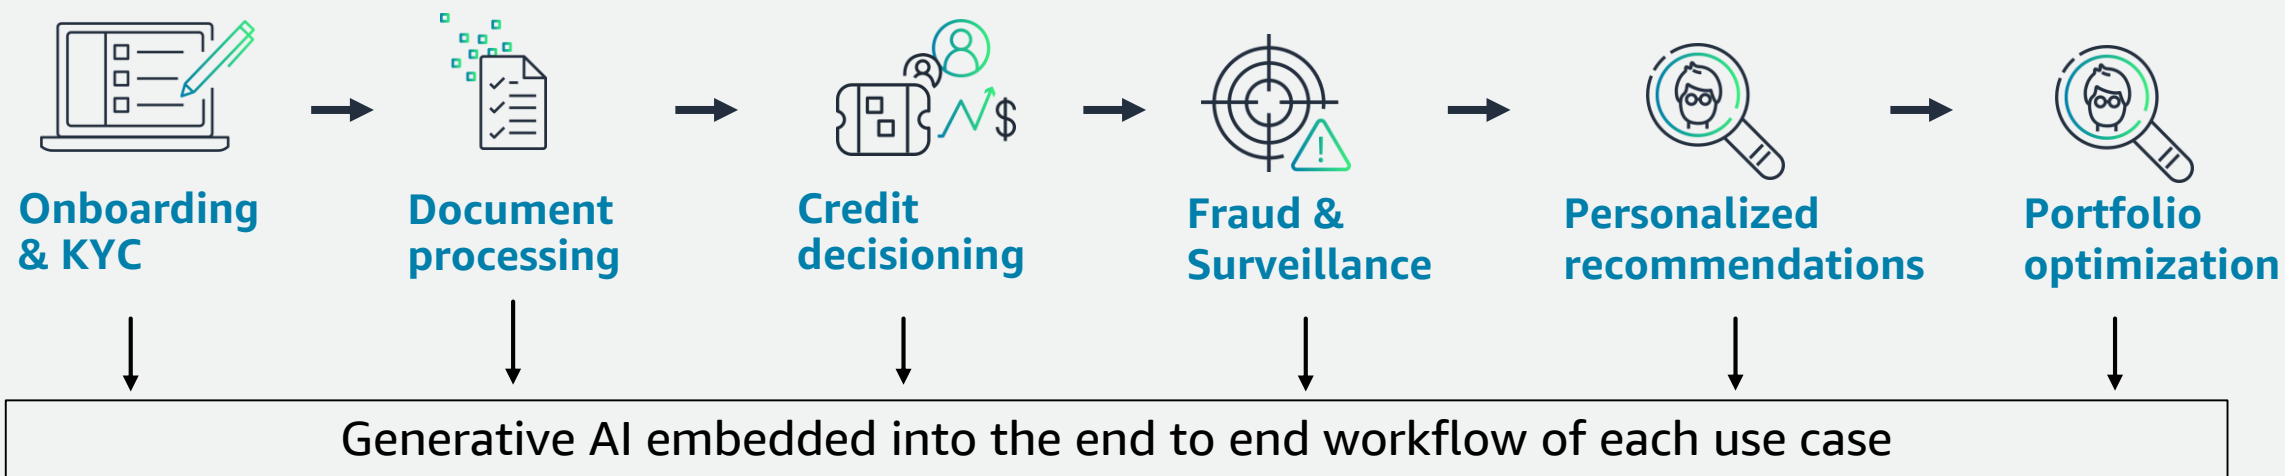 Onboarding
& KYC
Document
processing
Credit
decisioning
Fraud &
Surveillance
Personalized
recommendations
Portfolio
optimization
Generative AI embedded into the end to end workflow of each use case